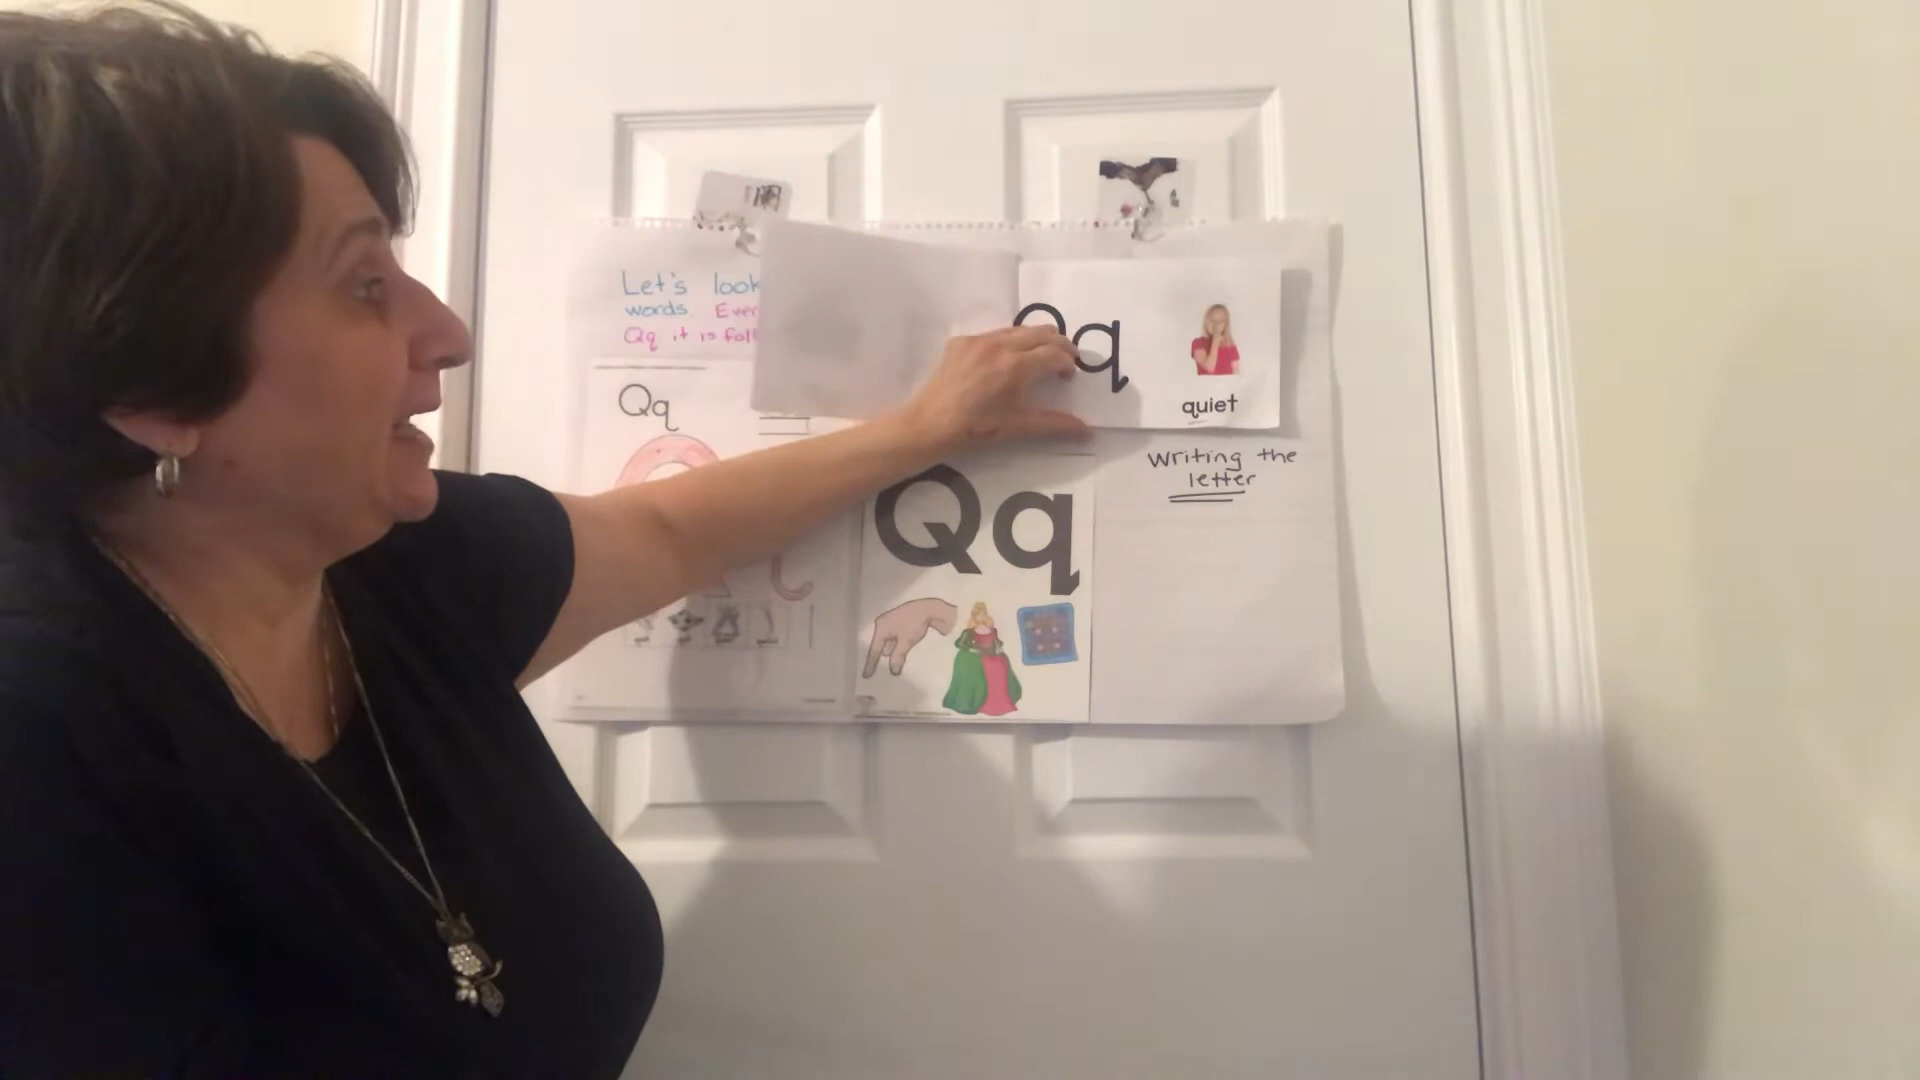 Let's look
words. Ever
Qq it is foll
Qq
Qq
quiet
Writing the
letter
Qq